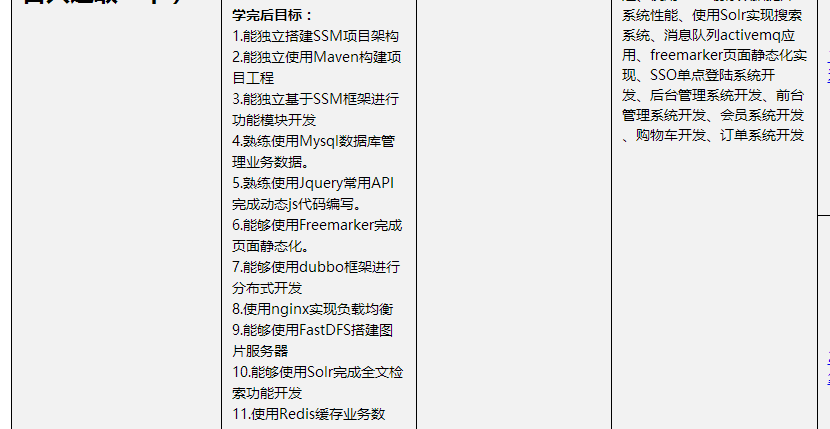 学完后目标：
1.能独立搭建SSM项目架构
2.能独立使用Maven构建项
目工程
3.能独立基于SSM框架进行
功能模块开发
4.熟练使用Mysql数据库管
理业务数据。
5.熟练使用Jquery常用API
完成动态js代码编写。
6.能够使用Freemarker完成
页面静态化。
7.能够使用dubbo框架进行
分布式开发
8.使用nginx实现负载均衡
9.能够使用FastDFS搭建图
片服务器
10.能够使用Solr完成全文检
索功能开发
11.使用Redis缓存业务数
系统性能、使用Solr实现搜索
系统、消息队列activemq应
用、freemarker页面静态化实
现、SSO单点登陆系统开
发、后台管理系统开发、前台
管理系统开发、会员系统开发
、购物车开发、订单系统开发